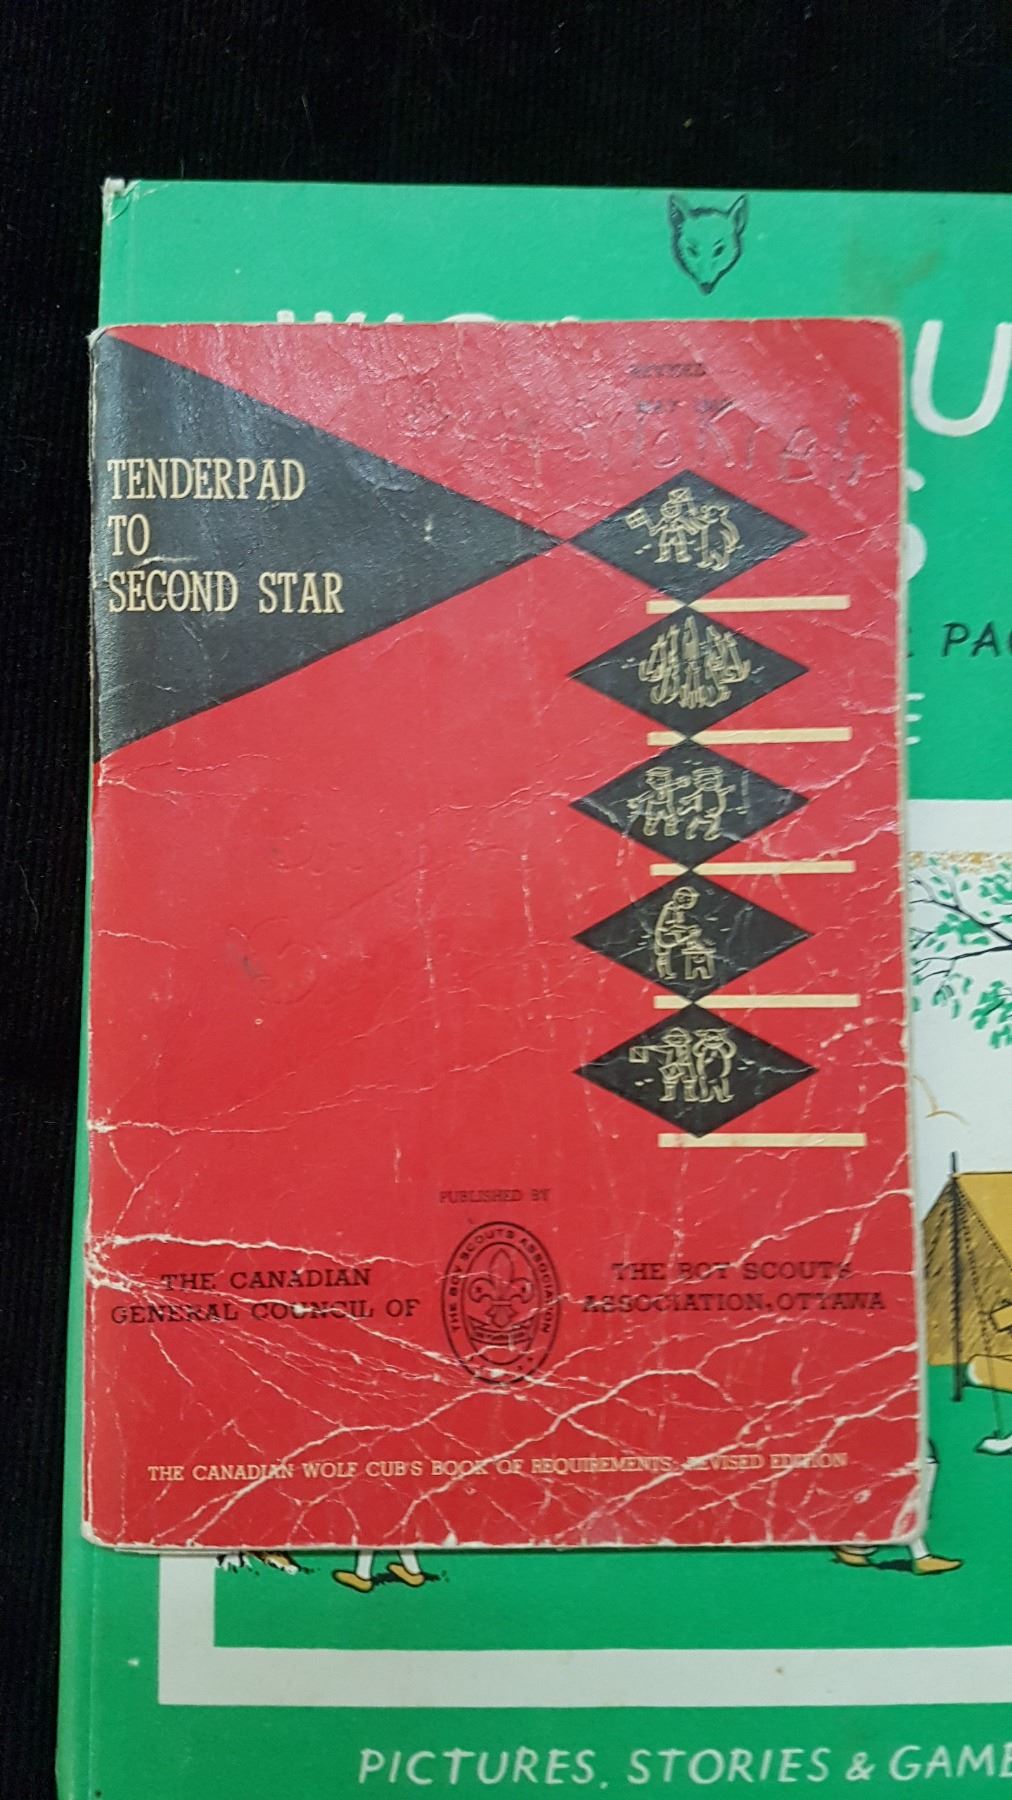 REVISED
MAY
TENDERPAD
TO
SECOND STAR
PUBLISHED BY
THE CANADIAN
GENERAL COUNCIL OF
THE BOY SCOUTS ASSOCIATION
THE BOY SCOUTS
ASSOCIATION. OTTAWA
THE CANADIAN WOLF CUB'S BOOK OF REQUIREMENTS: REVISED EDITION
PICTURES, STORIES & GAME